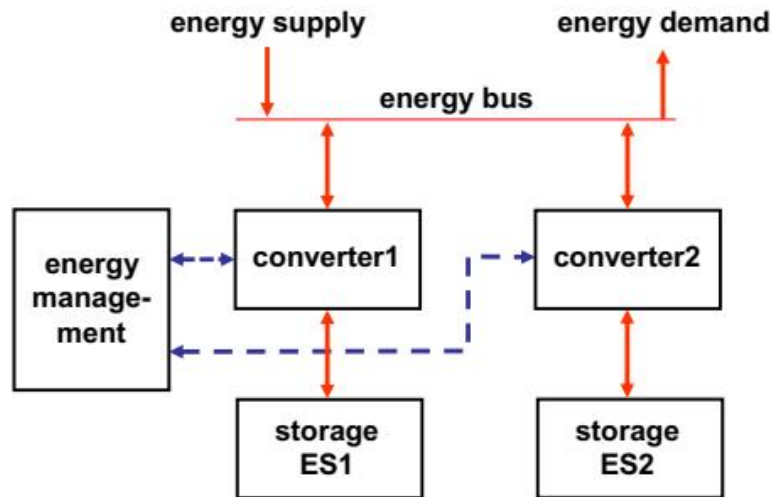 energy supply
energy demand
energy bus
energy
manage-
ment
converter1
converter2
storage
ES1
storage
ES2